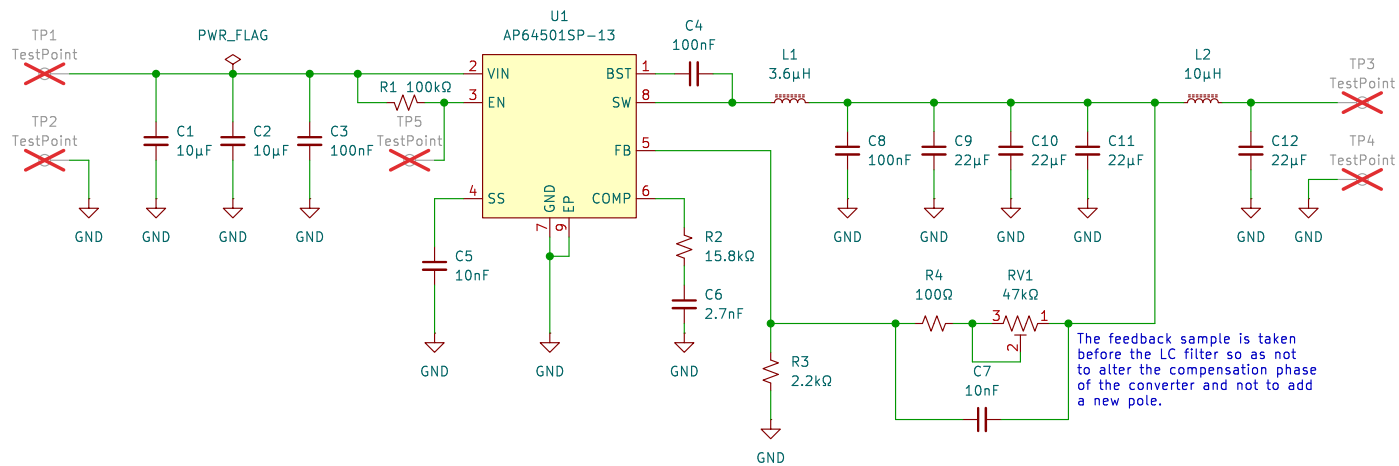 U1
AP64501SP-13
TP1
TestPoint
PWR_FLAG
C4
100nF
L1
3.6µH
L2
10µH
TP3
TestPoint
2
VIN
BST
1
R1 100kΩ
3
EN
SW
8
TP2
TestPoint
C1
10µF
C2
10µF
C3
100nF
TP5
TestPoint
FB
5
C8
100nF
C9
22µF
C10
22µF
C11
22µF
C12
22µF
TP4
TestPoint
4
SS
GND
EP
COMP
6
7
9
GND
GND
GND
GND
GND
GND
GND
GND
GND
GND
C5
10nF
R2
15.8kΩ
C6
2.7nF
R4
100Ω
RV1
47kΩ
3
1
2
GND
GND
GND
R3
2.2kΩ
C7
10nF
The feedback sample is taken
before the LC filter so as not
to alter the compensation phase
of the converter and not to add
a new pole.
GND